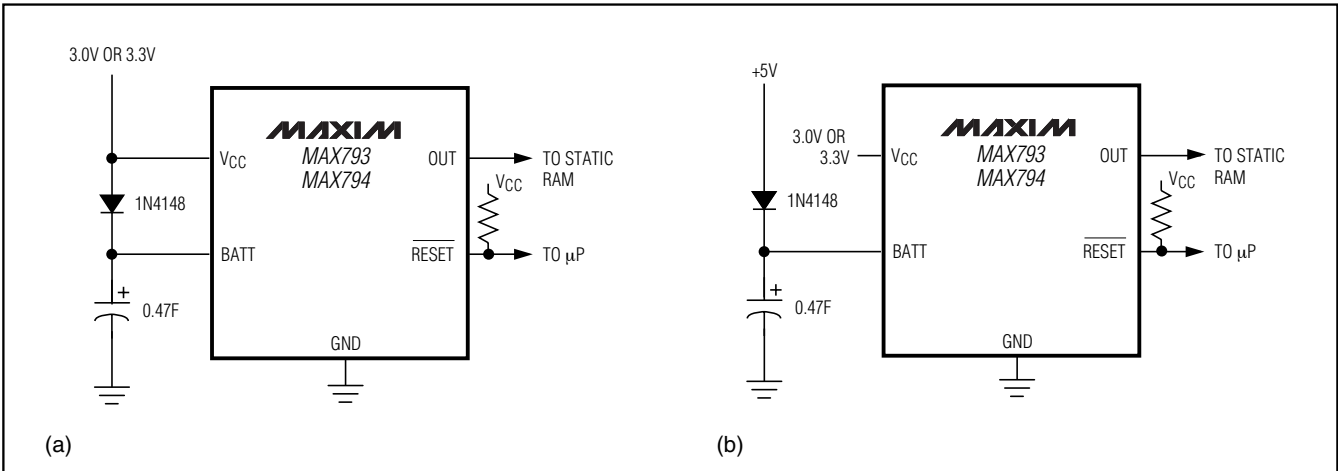 3.0V OR 3.3V
MAXIM
MAX793
MAX794
VCC
OUT
TO STATIC
RAM
VCC
1N4148
BATT
RESET
TO µP
0.47F
GND
(a)
+5V
3.0V OR
3.3V
MAXIM
MAX793
MAX794
VCC
OUT
TO STATIC
RAM
VCC
1N4148
BATT
RESET
TO µP
0.47F
GND
(b)